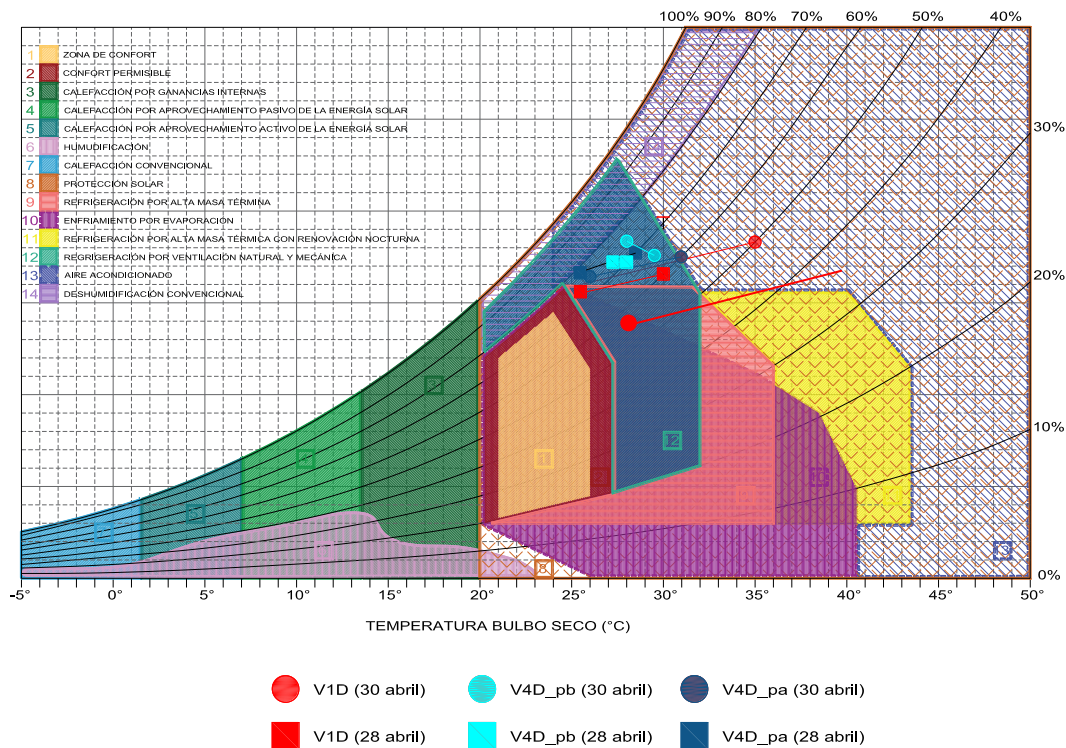 100% 90% 80% 70% 60% 50% 40%
1 ZONA DE CONFORT
2 CONFORT PERMISIBLE
3 CALEFACCIÓN POR GANANCIAS INTERNAS
4 CALEFACCIÓN POR APROVECHAMIENTO PASIVO DE LA ENERGÍA SOLAR
5 CALEFACCIÓN POR APROVECHAMIENTO ACTIVO DE LA ENERGÍA SOLAR
6 HUMUDIFICACIÓN
7 CALEFACCIÓN CONVENCIONAL
8 PROTECCIÓN SOLAR
9 REFRIGERACIÓN POR ALTA MASA TÉRMINA
10 ENFRIAMIENTO POR EVAPORACIÓN
11 REFRIGERACIÓN POR ALTA MASA TÉRMICA CON RENOVACIÓN NOCTURNA
12 REGRIGERACIÓN POR VENTILACIÓN NATURAL Y MECÁNICA
13 AIRE ACONDICIONADO
14 DESHUMIDIFICACIÓN CONVENCIONAL
30%
20%
10%
0%
12
8
13
-5° 0° 5° 10° 15° 20° 25° 30° 35° 40° 45° 50°
TEMPERATURA BULBO SECO (°C)
V1D (30 abril) V4D_pb (30 abril) V4D_pa (30 abril)
V1D (28 abril) V4D_pb (28 abril) V4D_pa (28 abril)